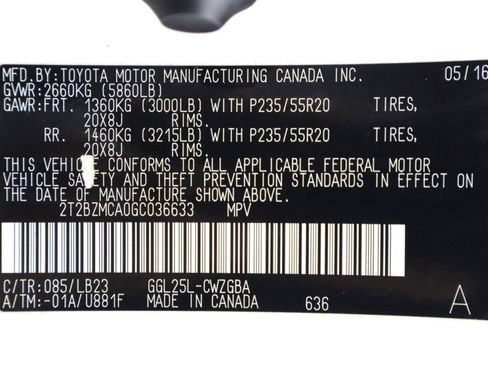 MFD.BY:TOYOTA MOTOR MANUFACTURING CANADA INC. 05/16
GVWR:2660KG (5860LB)
GAWR:FRT. 1360KG (3000LB) WITH P235/55R20 TIRES,
20X8J RIMS.
RR. 1460KG (3215LB) WITH P235/55R20 TIRES,
20X8J RIMS.
THIS VEHICLE CONFORMS TO ALL APPLICABLE FEDERAL MOTOR
VEHICLE SAFETY AND THEFT PREVENTION STANDARDS IN EFFECT ON
THE DATE OF MANUFACTURE SHOWN ABOVE.
2T2BZMCA0GC036633 MPV
C/TR:085/LB23 GGL25L-CWZGBA
A/TM:-01A/U881F MADE IN CANADA 636 A